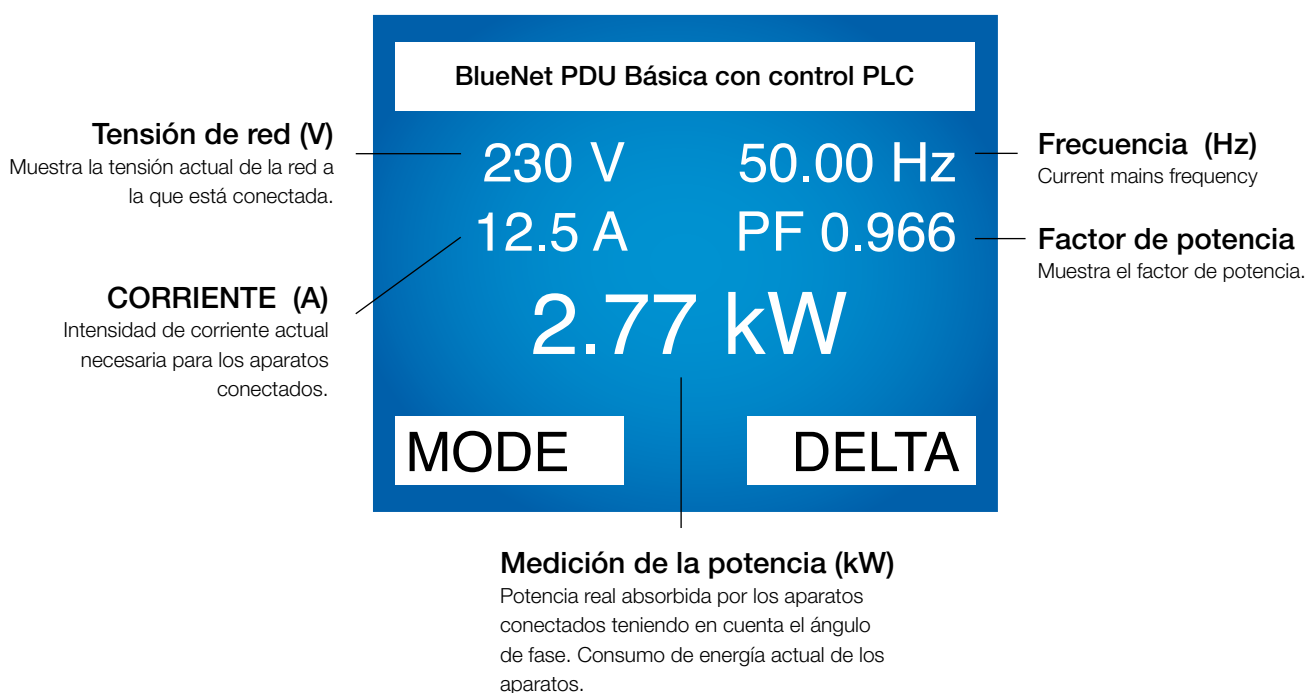 BlueNet PDU Básica con control PLC
Tensión de red (V)
Muestra la tensión actual de la red a
la que está conectada.
230 V
50.00 Hz
Frecuencia (Hz)
Current mains frequency
12.5 A
PF 0.966
Factor de potencia
Muestra el factor de potencia.
CORRIENTE (A)
Intensidad de corriente actual
necesaria para los aparatos
conectados.
2.77 kW
MODE
DELTA
Medición de la potencia (kW)
Potencia real absorbida por los aparatos
conectados teniendo en cuenta el ángulo
de fase. Consumo de energía actual de los
aparatos.